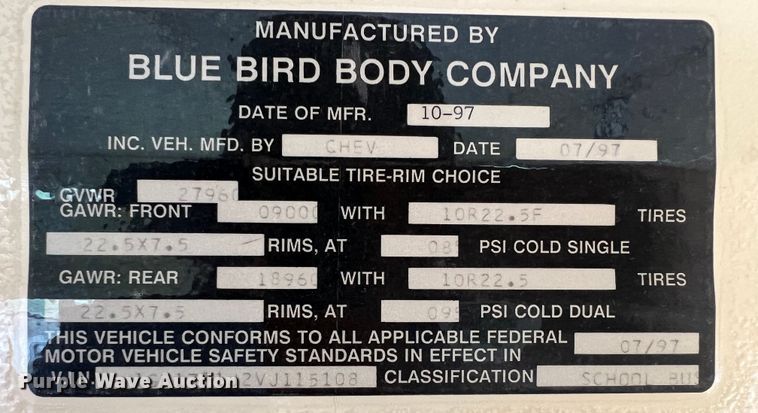 MANUFACTURED BY
BLUE BIRD BODY COMPANY
DATE OF MFR. 10-97
INC. VEH. MFD. BY CHEV DATE 07/97
SUITABLE TIRE-RIM CHOICE
GVWR 27960
GAWR: FRONT 09000 WITH 10R22.5F TIRES
22.5X7.5 RIMS, AT PSI COLD SINGLE
GAWR: REAR 18960 WITH 10R22.5 TIRES
22.5X7.5 RIMS, AT PSI COLD DUAL
THIS VEHICLE CONFORMS TO ALL APPLICABLE FEDERAL 07/97
MOTOR VEHICLE SAFETY STANDARDS IN EFFECT IN
V.I.N. CLASSIFICATION SCHOOL BUS
Purple Wave Auction